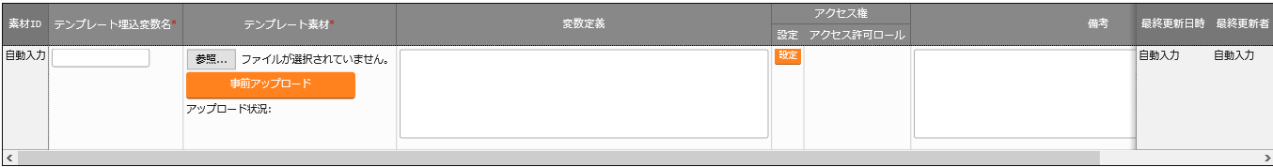 素材ID テンプレート埋込変数名* テンプレート素材* 変数定義 アクセス権 備考 最終更新日時 最終更新者
設定 アクセス許可ロール
自動入力 参照... ファイルが選択されていません。 設定 自動入力 自動入力
事前アップロード
アップロード状況: